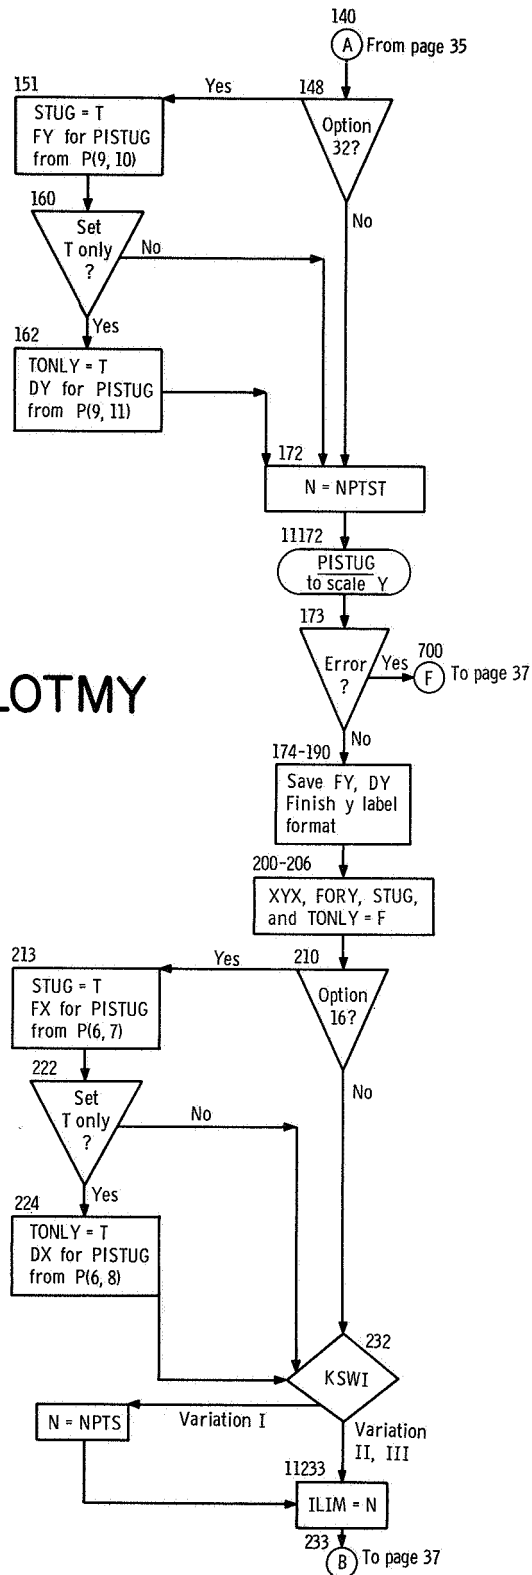 140
A From page 35
151
Yes
148
STUG = T
FY for PISTUG
from P(9, 10)
Option
32?
160
Set
T only
?
No
No
Yes
162
TONLY = T
DY for PISTUG
from P(9, 11)
172
N = NPTST
11172
PISTUG
to scale Y
173
Error
?
Yes
700
F To page 37
LOTMY
No
174-190
Save FY, DY
Finish y label
format
200-206
XYX, FORY, STUG,
and TONLY = F
213
Yes
210
STUG = T
FX for PISTUG
from P(6, 7)
Option
16?
222
Set
T only
?
No
No
Yes
224
TONLY = T
DX for PISTUG
from P(6, 8)
232
KSWI
N = NPTS
Variation I
Variation
II, III
11233
ILIM = N
233
B To page 37